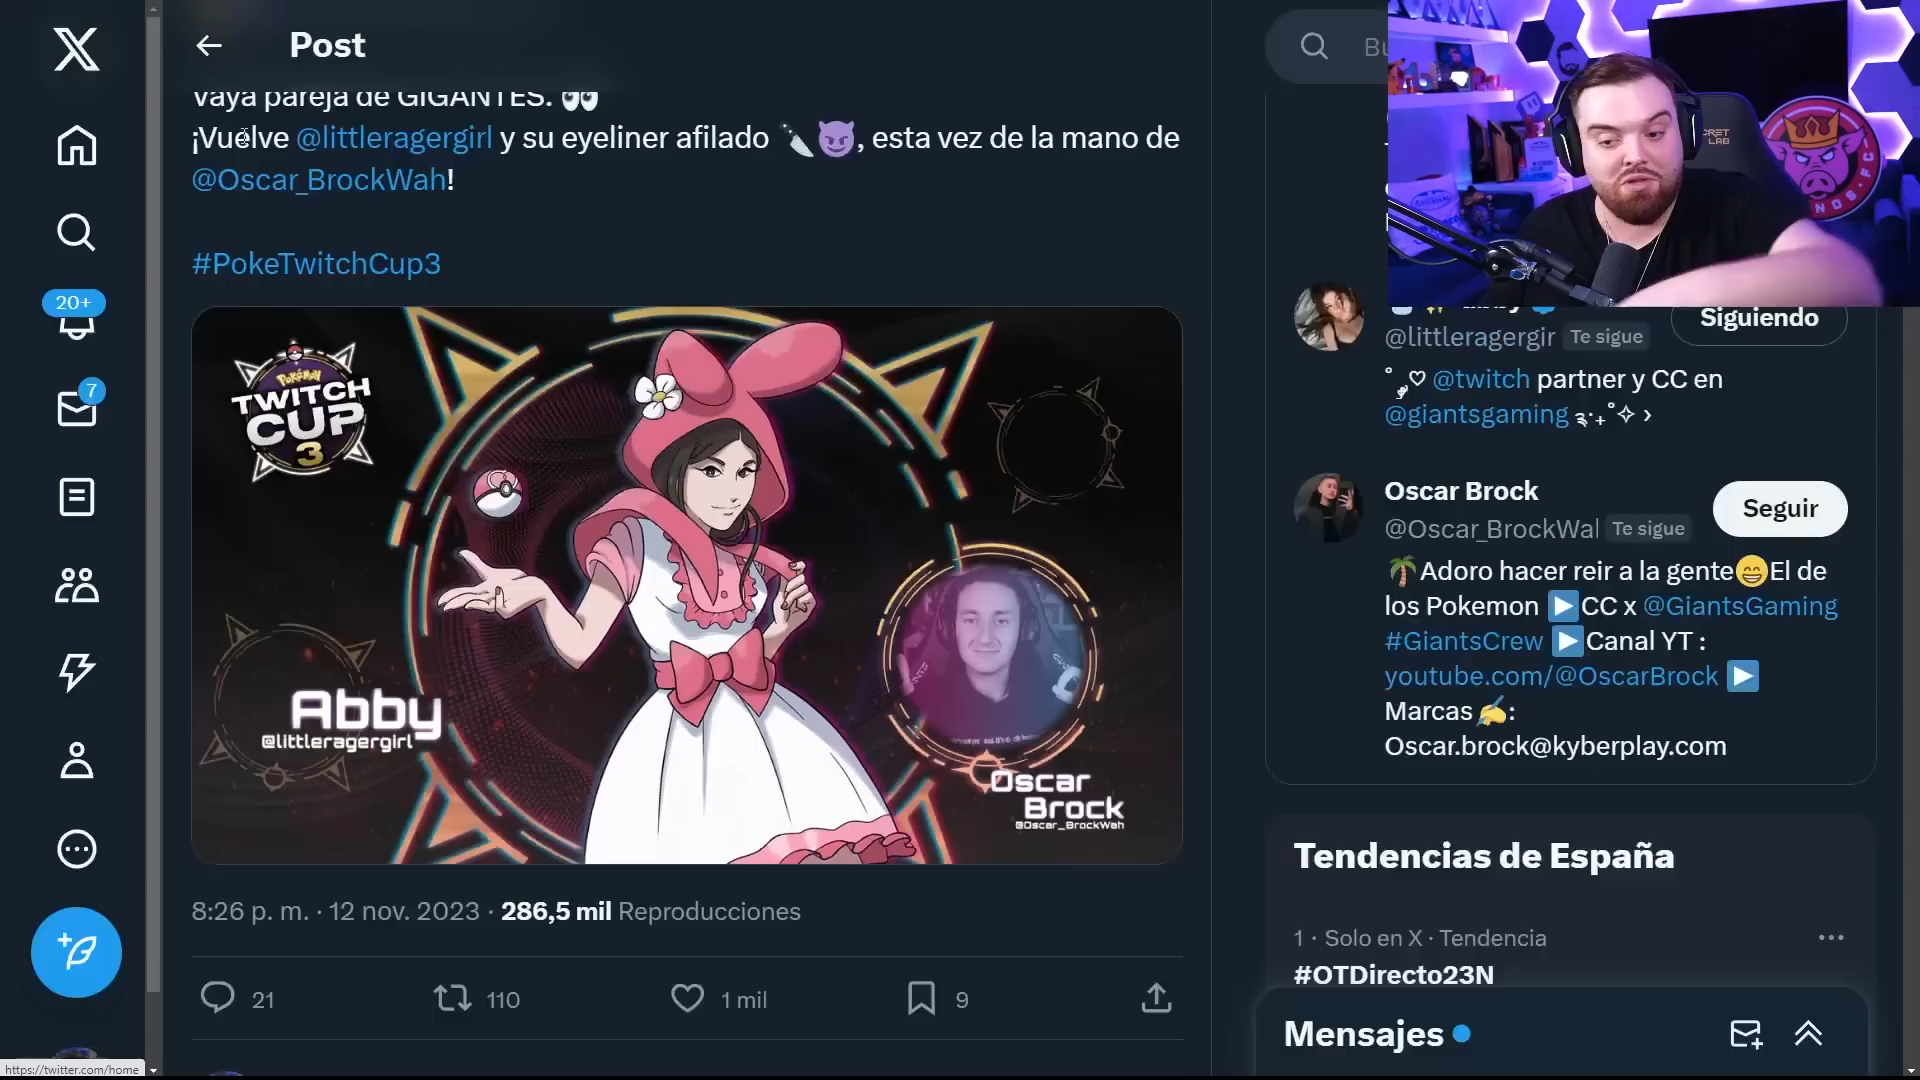 Post
Vaya pareja de GIGANTES. 👀
¡Vuelve @littleragergirl y su eyeliner afilado 🔪😈, esta vez de la mano de
@Oscar_BrockWah!
#PokeTwitchCup3
Pokémon
TWITCH
CUP
3
Abby
@littleragergirl
Oscar
Brock
@Oscar_BrockWah
8:26 p. m. · 12 nov. 2023 · 286,5 mil Reproducciones
21
110
1 mil
9
20+
7
Bu
SECRET
LAB
NOS FC
Siguiendo
@littleragergir Te sigue
@twitch partner y CC en
@giantsgaming
Oscar Brock
Seguir
@Oscar_BrockWal Te sigue
🌴Adoro hacer reir a la gente😁El de
los Pokemon ▶️CC x @GiantsGaming
#GiantsCrew ▶️Canal YT :
youtube.com/@OscarBrock ▶️
Marcas ✍️:
Oscar.brock@kyberplay.com
Tendencias de España
1 · Solo en X · Tendencia
#OTDirecto23N
Mensajes
https://twitter.com/home